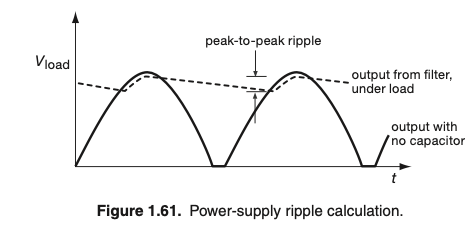 peak-to-peak ripple
Vload
output from filter,
under load
output with
no capacitor
t
Figure 1.61. Power-supply ripple calculation.